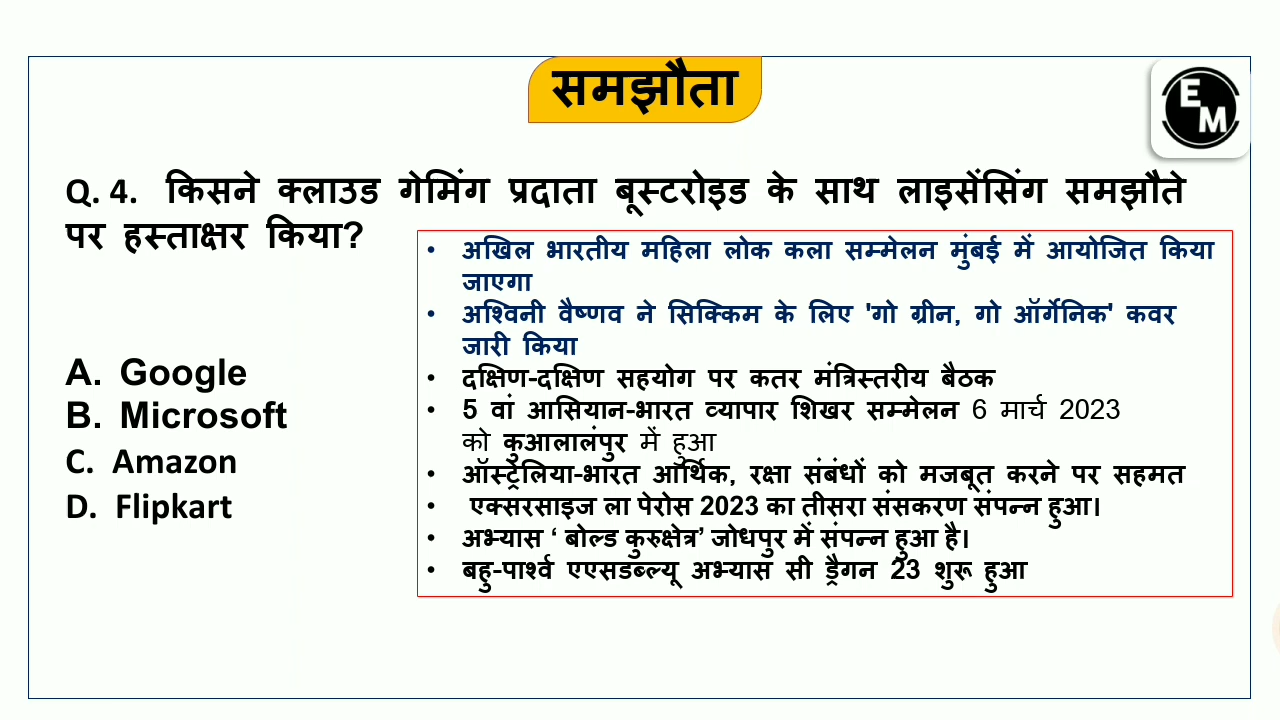 समझौता
E
M
Q. 4. किसने क्लाउड गेमिंग प्रदाता बूस्टरोइड के साथ लाइसेंसिंग समझौते
पर हस्ताक्षर किया?
A. Google
B. Microsoft
C. Amazon
D. Flipkart
• अखिल भारतीय महिला लोक कला सम्मेलन मुंबई में आयोजित किया
जाएगा
• अश्विनी वैष्णव ने सिक्किम के लिए 'गो ग्रीन, गो ऑर्गेनिक' कवर
जारी किया
• दक्षिण-दक्षिण सहयोग पर कतर मंत्रिस्तरीय बैठक
• 5 वां आसियान-भारत व्यापार शिखर सम्मेलन 6 मार्च 2023
को कुआलालंपुर में हुआ
• ऑस्ट्रेलिया-भारत आर्थिक, रक्षा संबंधों को मजबूत करने पर सहमत
• एक्सरसाइज ला पेरोस 2023 का तीसरा संसकरण संपन्न हुआ।
• अभ्यास ‘ बोल्ड कुरुक्षेत्र’ जोधपुर में संपन्न हुआ है।
• बहु-पार्श्व एएसडब्ल्यू अभ्यास सी ड्रैगन 23 शुरू हुआ